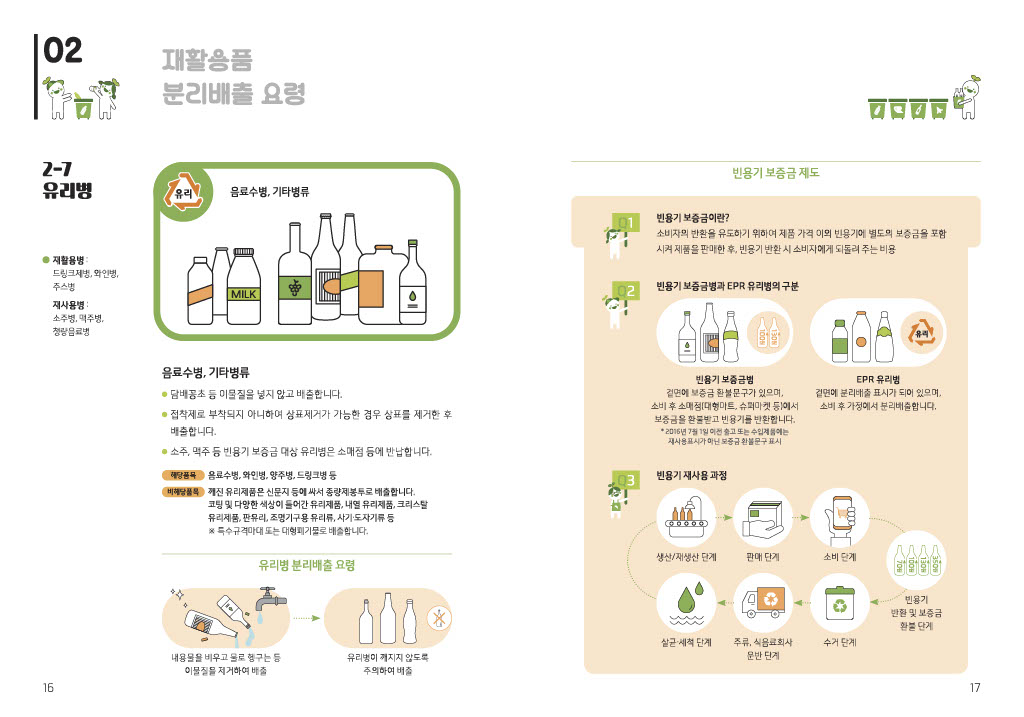 02
재활용품
분리배출 요령
2-7
유리병
재활용병 :
드링크제병, 와인병,
주스병
재사용병 :
소주병, 맥주병,
청량음료병
유리
음료수병, 기타병류
MILK
음료수병, 기타병류
담배꽁초 등 이물질을 넣지 않고 배출합니다.
접착제로 부착되지 아니하여 상표제거가 가능한 경우 상표를 제거한 후
배출합니다.
소주, 맥주 등 빈용기 보증금 대상 유리병은 소매점 등에 반납합니다.
해당품목 음료수병, 와인병, 양주병, 드링크병 등
비해당품목 깨진 유리제품은 신문지 등에 싸서 종량제봉투로 배출합니다.
코팅 및 다양한 색상이 들어간 유리제품, 내열 유리제품, 크리스탈
유리제품, 판유리, 조명기구용 유리류, 사기·도자기류 등
※ 특수규격마대 또는 대형폐기물로 배출합니다.
유리병 분리배출 요령
내용물을 비우고 물로 헹구는 등
이물질을 제거하여 배출
유리병이 깨지지 않도록
주의하여 배출
16
빈용기 보증금 제도
01
빈용기 보증금이란?
소비자의 반환을 유도하기 위하여 제품 가격 이외 빈용기에 별도의 보증금을 포함
시켜 제품을 판매한 후, 빈용기 반환 시 소비자에게 되돌려 주는 비용
02
빈용기 보증금병과 EPR 유리병의 구분
100원
130원
유리
빈용기 보증금병
겉면에 보증금 환불문구가 있으며,
소비 후 소매점(대형마트, 슈퍼마켓 등)에서
보증금을 환불받고 빈용기를 반환합니다.
* 2016년 7월 1일 이전 출고 또는 수입제품에는
재사용표시가 아닌 보증금 환불문구 표시
EPR 유리병
겉면에 분리배출 표시가 되어 있으며,
소비 후 가정에서 분리배출합니다.
03
빈용기 재사용 과정
생산/재생산 단계
판매 단계
소비 단계
70원
100원
130원
350원
빈용기
반환 및 보증금
환불 단계
살균·세척 단계
주류, 식음료회사
운반 단계
수거 단계
17